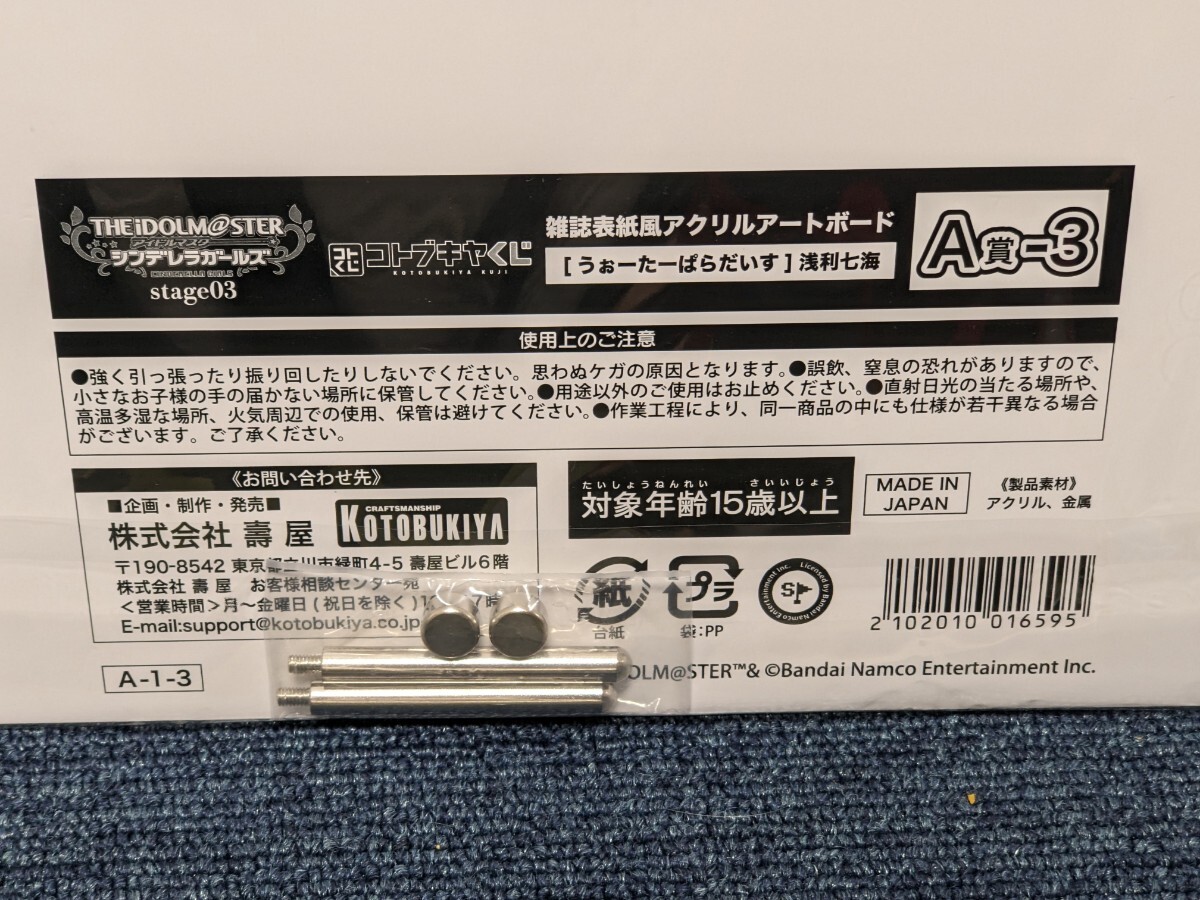 THE iDOLM@STER
アイドルマスター
シンデレラガールズ
CINDERELLA GIRLS
stage03
コトくじ
コトブキヤくじ
KOTOBUKIYA KUJI
雑誌表紙風アクリルアートボード
[うぉーたーぱらだいす]浅利七海
A賞-3
使用上のご注意
●強く引っ張ったり振り回したりしないでください。思わぬケガの原因となります。●誤飲、窒息の恐れがありますので、
小さなお子様の手の届かない場所に保管してください。●用途以外のご使用はお止めください。●直射日光の当たる場所や、
高温多湿な場所、火気周辺での使用、保管は避けてください。●作業工程により、同一商品の中にも仕様が若干異なる場合
がございます。ご了承ください。
《お問い合わせ先》
■企画・制作・発売■
株式会社 壽屋
CRAFTSMANSHIP
KOTOBUKIYA
〒190-8542 東京都立川市緑町4-5 壽屋ビル6階
株式会社 壽屋 お客様相談センター宛
＜営業時間＞月～金曜日(祝日を除く)
E-mail:support@kotobukiya.co.jp
A-1-3
たいしょうねんれい さいいじょう
対象年齢15歳以上
MADE IN
JAPAN
《製品素材》
アクリル、金属
紙
台紙
プラ
袋:PP
Licensed by Bandai Namco Entertainment Inc.
SP
2 102010 016595
OLM@STER™& ©Bandai Namco Entertainment Inc.